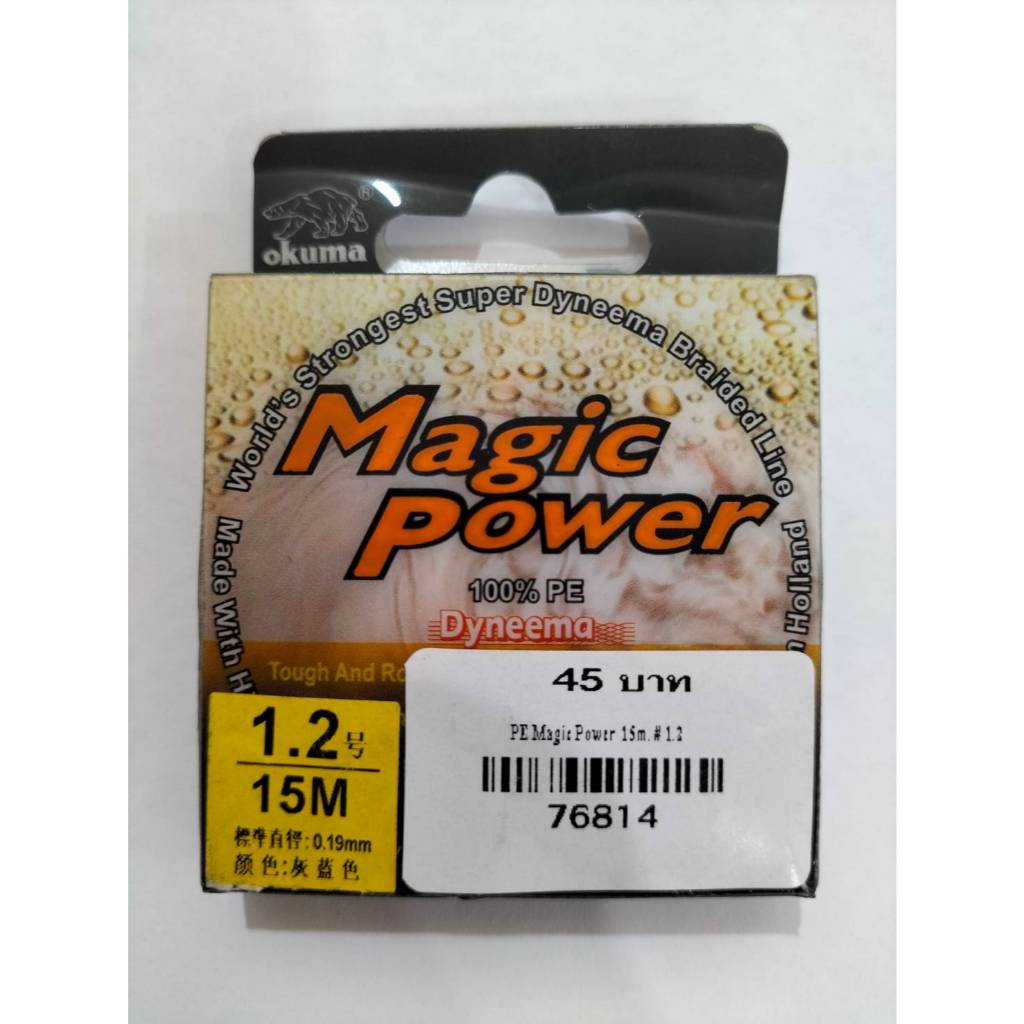 ®
okuma
World's Strongest Super Dyneema Braided Line
Magic
Power
100% PE
Dyneema
Made With H
Holland
Tough And
45 บาท
PE Magic Power 15m. # 1.2
76814
1.2号
15M
標準直徑:0.19mm
颜色:灰藍色